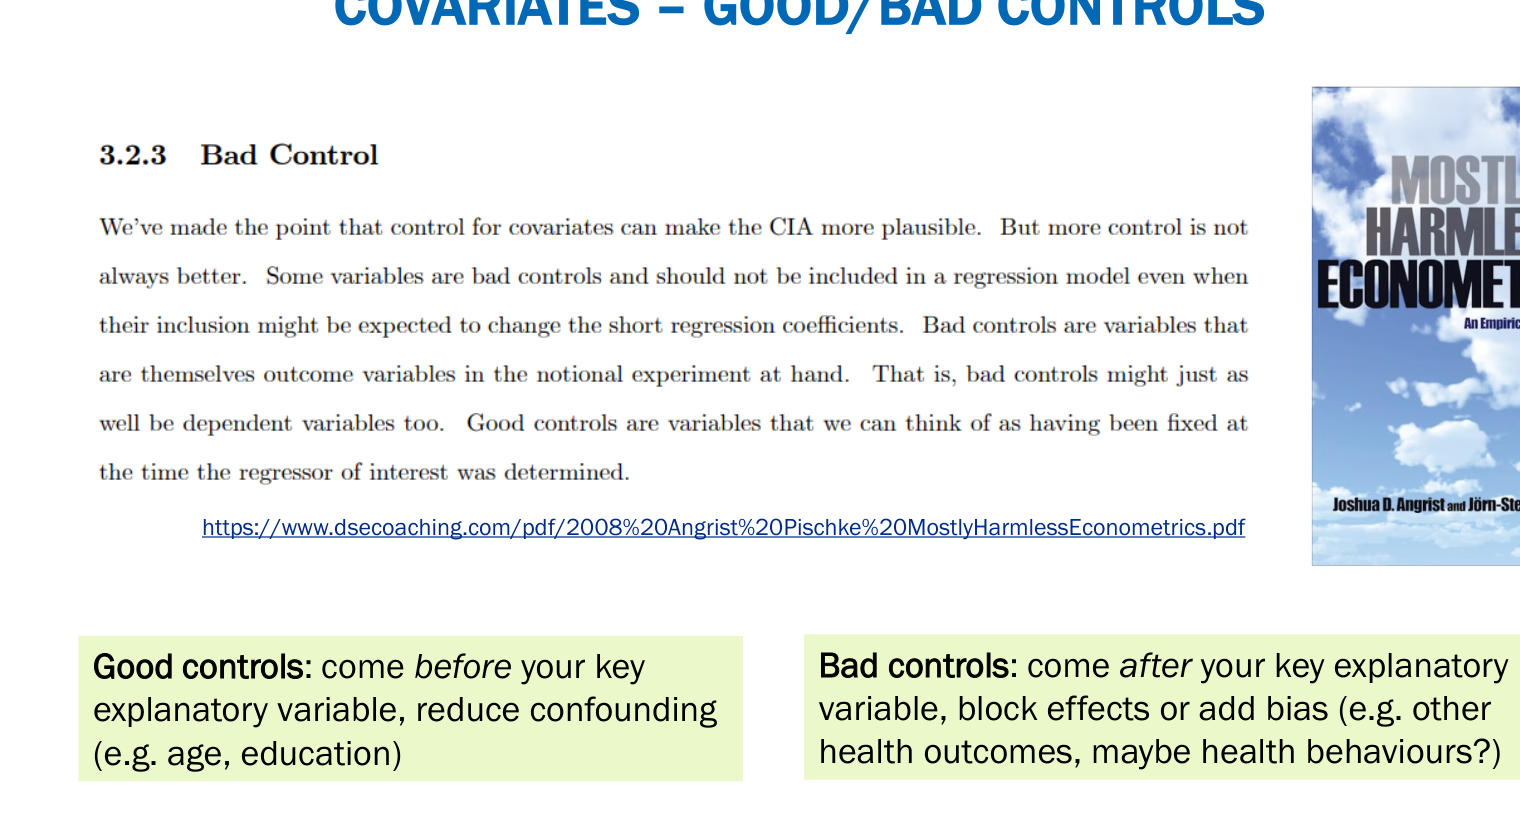 COVARIATES – GOOD/BAD CONTROLS
3.2.3 Bad Control
We've made the point that control for covariates can make the CIA more plausible. But more control is not
always better. Some variables are bad controls and should not be included in a regression model even when
their inclusion might be expected to change the short regression coefficients. Bad controls are variables that
are themselves outcome variables in the notional experiment at hand. That is, bad controls might just as
well be dependent variables too. Good controls are variables that we can think of as having been fixed at
the time the regressor of interest was determined.
https://www.dsecoaching.com/pdf/2008%20Angrist%20Pischke%20MostlyHarmlessEconometrics.pdf
MOSTL
HARMLE
ECONOMET
An Empiric
Joshua D. Angrist and Jörn-Ste
Good controls: come before your key
explanatory variable, reduce confounding
(e.g. age, education)
Bad controls: come after your key explanatory
variable, block effects or add bias (e.g. other
health outcomes, maybe health behaviours?)